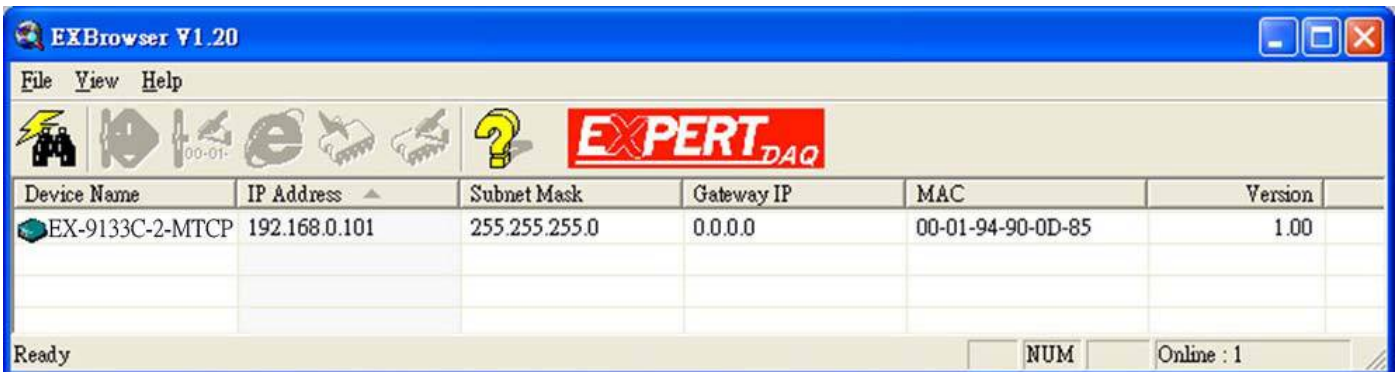 EXBrowser V1.20
File View Help
00-01-
EXPERT DAQ
Device Name IP Address Subnet Mask Gateway IP MAC Version
EX-9133C-2-MTCP 192.168.0.101 255.255.255.0 0.0.0.0 00-01-94-90-0D-85 1.00
Ready NUM Online : 1